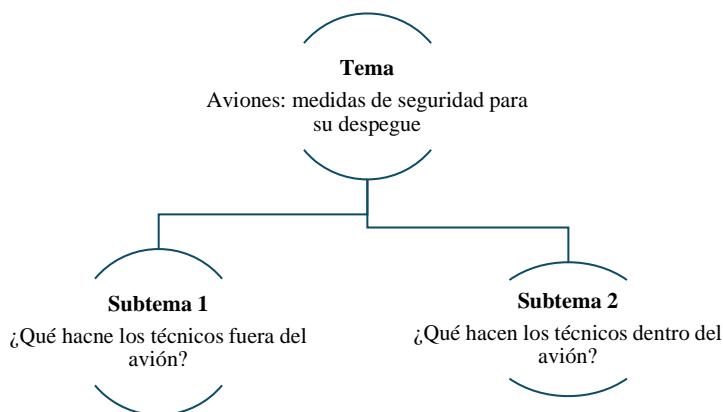 Tema
Aviones: medidas de seguridad para
su despegue
Subtema 1
¿Qué hacne los técnicos fuera del
avión?
Subtema 2
¿Qué hacen los técnicos dentro del
avión?